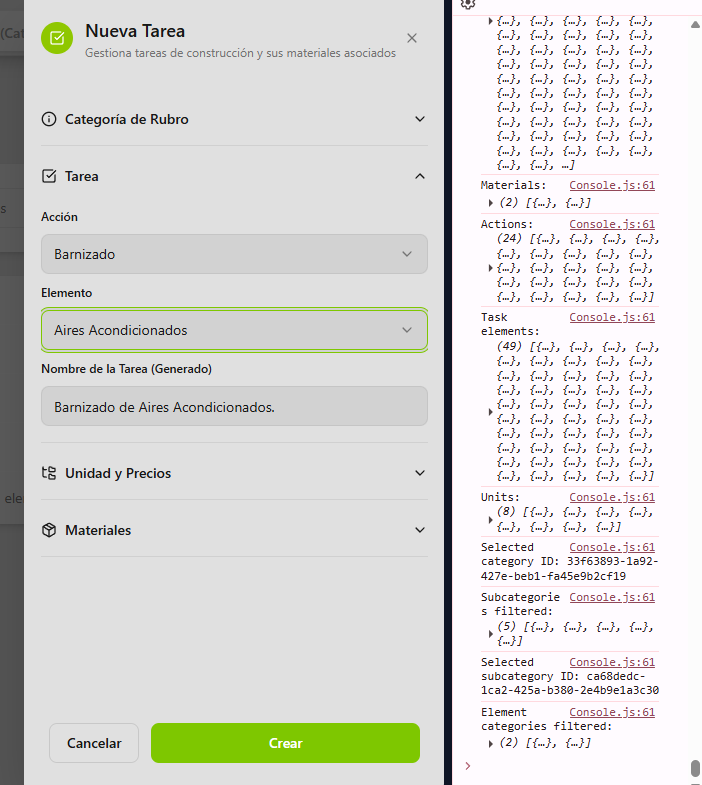 (Cat
s
ele
Nueva Tarea
Gestiona tareas de construcción y sus materiales asociados
Categoría de Rubro
Tarea
Acción
Barnizado
Elemento
Aires Acondicionados
Nombre de la Tarea (Generado)
Barnizado de Aires Acondicionados.
Unidad y Precios
Materiales
Cancelar
Crear
{…}, {…}, {…}, {…},
{…}, {…}, {…}, {…},
{…}, {…}, {…}, {…},
{…}, {…}, {…}, {…},
{…}, {…}, {…}, {…},
{…}, {…}, {…}, {…},
{…}, {…}, {…}, {…},
{…}, {…}, {…}, {…},
{…}, {…}, {…}, {…},
{…}, {…}, {…}, {…},
{…}, {…}, …]
Materials: Console.js:61
(2) [{…}, {…}]
Actions: Console.js:61
(24) [{…}, {…}, {…}, {…},
{…}, {…}, {…}, {…},
{…}, {…}, {…}, {…},
{…}, {…}, {…}, {…},
{…}, {…}, {…}, {…}]
Task Console.js:61
elements:
(49) [{…}, {…}, {…}, {…},
{…}, {…}, {…}, {…},
{…}, {…}, {…}, {…},
{…}, {…}, {…}, {…},
{…}, {…}, {…}, {…},
{…}, {…}, {…}, {…},
{…}, {…}, {…}, {…},
{…}, {…}, {…}, {…},
{…}, {…}, {…}, {…},
{…}, {…}, {…}, {…}]
Units: Console.js:61
(8) [{…}, {…}, {…}, {…},
{…}, {…}, {…}, {…}]
Selected Console.js:61
category ID: 33f63893-1a92-
427e-beb1-fa45e9b2cf19
Subcategorie Console.js:61
s filtered:
(5) [{…}, {…}, {…}, {…},
{…}]
Selected Console.js:61
subcategory ID: ca68dedc-
1ca2-425a-b380-2e4b9e1a3c30
Element Console.js:61
categories filtered:
(2) [{…}, {…}]